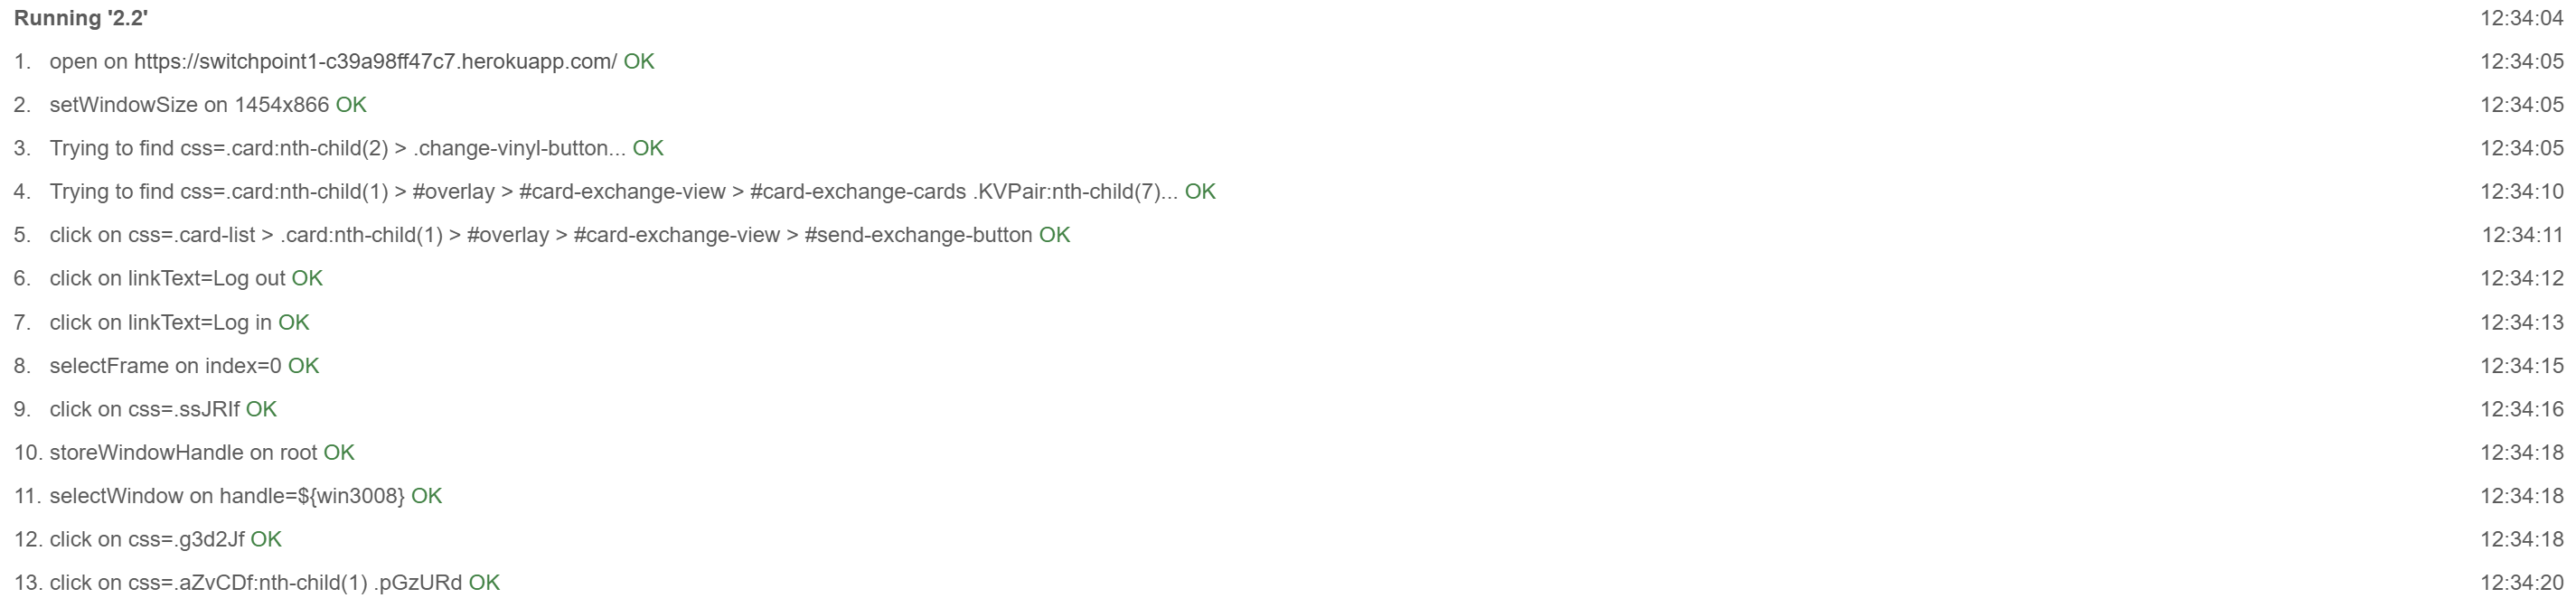 Running '2.2' 12:34:04
1. open on https://switchpoint1-c39a98ff47c7.herokuapp.com/ OK 12:34:05
2. setWindowSize on 1454x866 OK 12:34:05
3. Trying to find css=.card:nth-child(2) > .change-vinyl-button... OK 12:34:05
4. Trying to find css=.card:nth-child(1) > #overlay > #card-exchange-view > #card-exchange-cards .KVPair:nth-child(7)... OK 12:34:10
5. click on css=.card-list > .card:nth-child(1) > #overlay > #card-exchange-view > #send-exchange-button OK 12:34:11
6. click on linkText=Log out OK 12:34:12
7. click on linkText=Log in OK 12:34:13
8. selectFrame on index=0 OK 12:34:15
9. click on css=.ssJRIf OK 12:34:16
10. storeWindowHandle on root OK 12:34:18
11. selectWindow on handle=${win3008} OK 12:34:18
12. click on css=.g3d2Jf OK 12:34:18
13. click on css=.aZvCDf:nth-child(1) .pGzURd OK 12:34:20